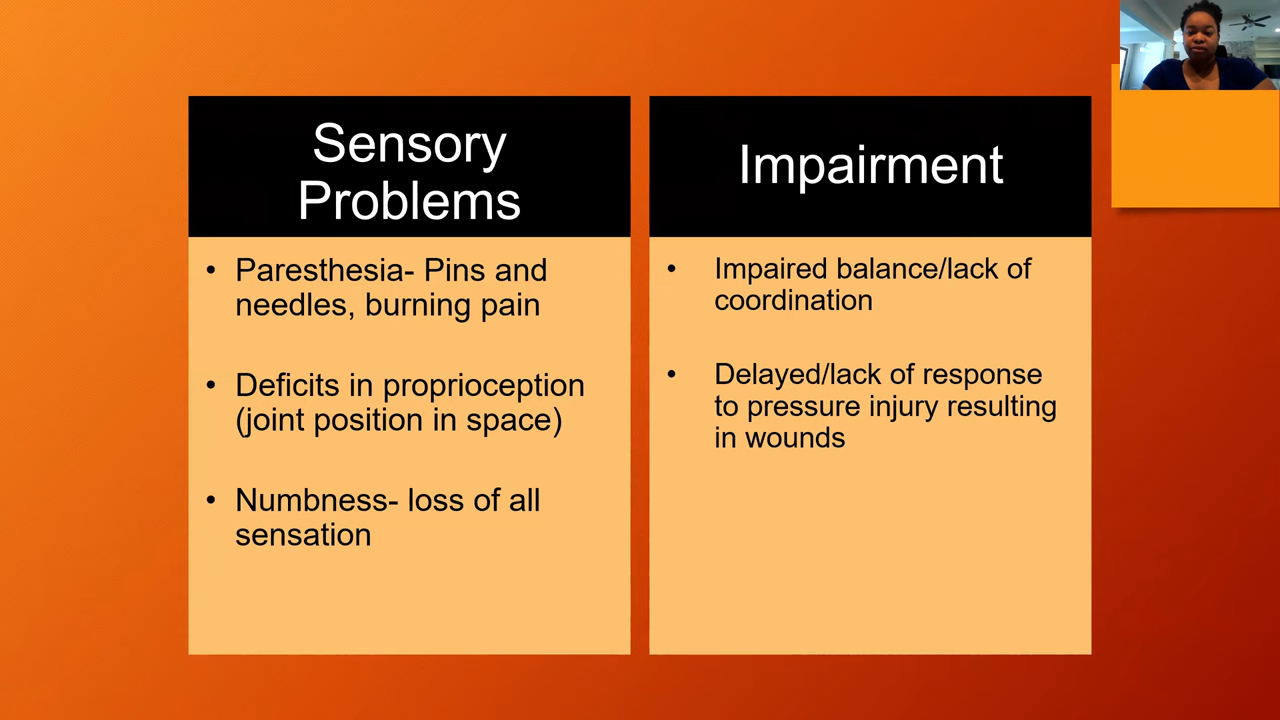 Sensory
Problems
• Paresthesia- Pins and
needles, burning pain
• Deficits in proprioception
(joint position in space)
• Numbness- loss of all
sensation
Impairment
• Impaired balance/lack of
coordination
• Delayed/lack of response
to pressure injury resulting
in wounds